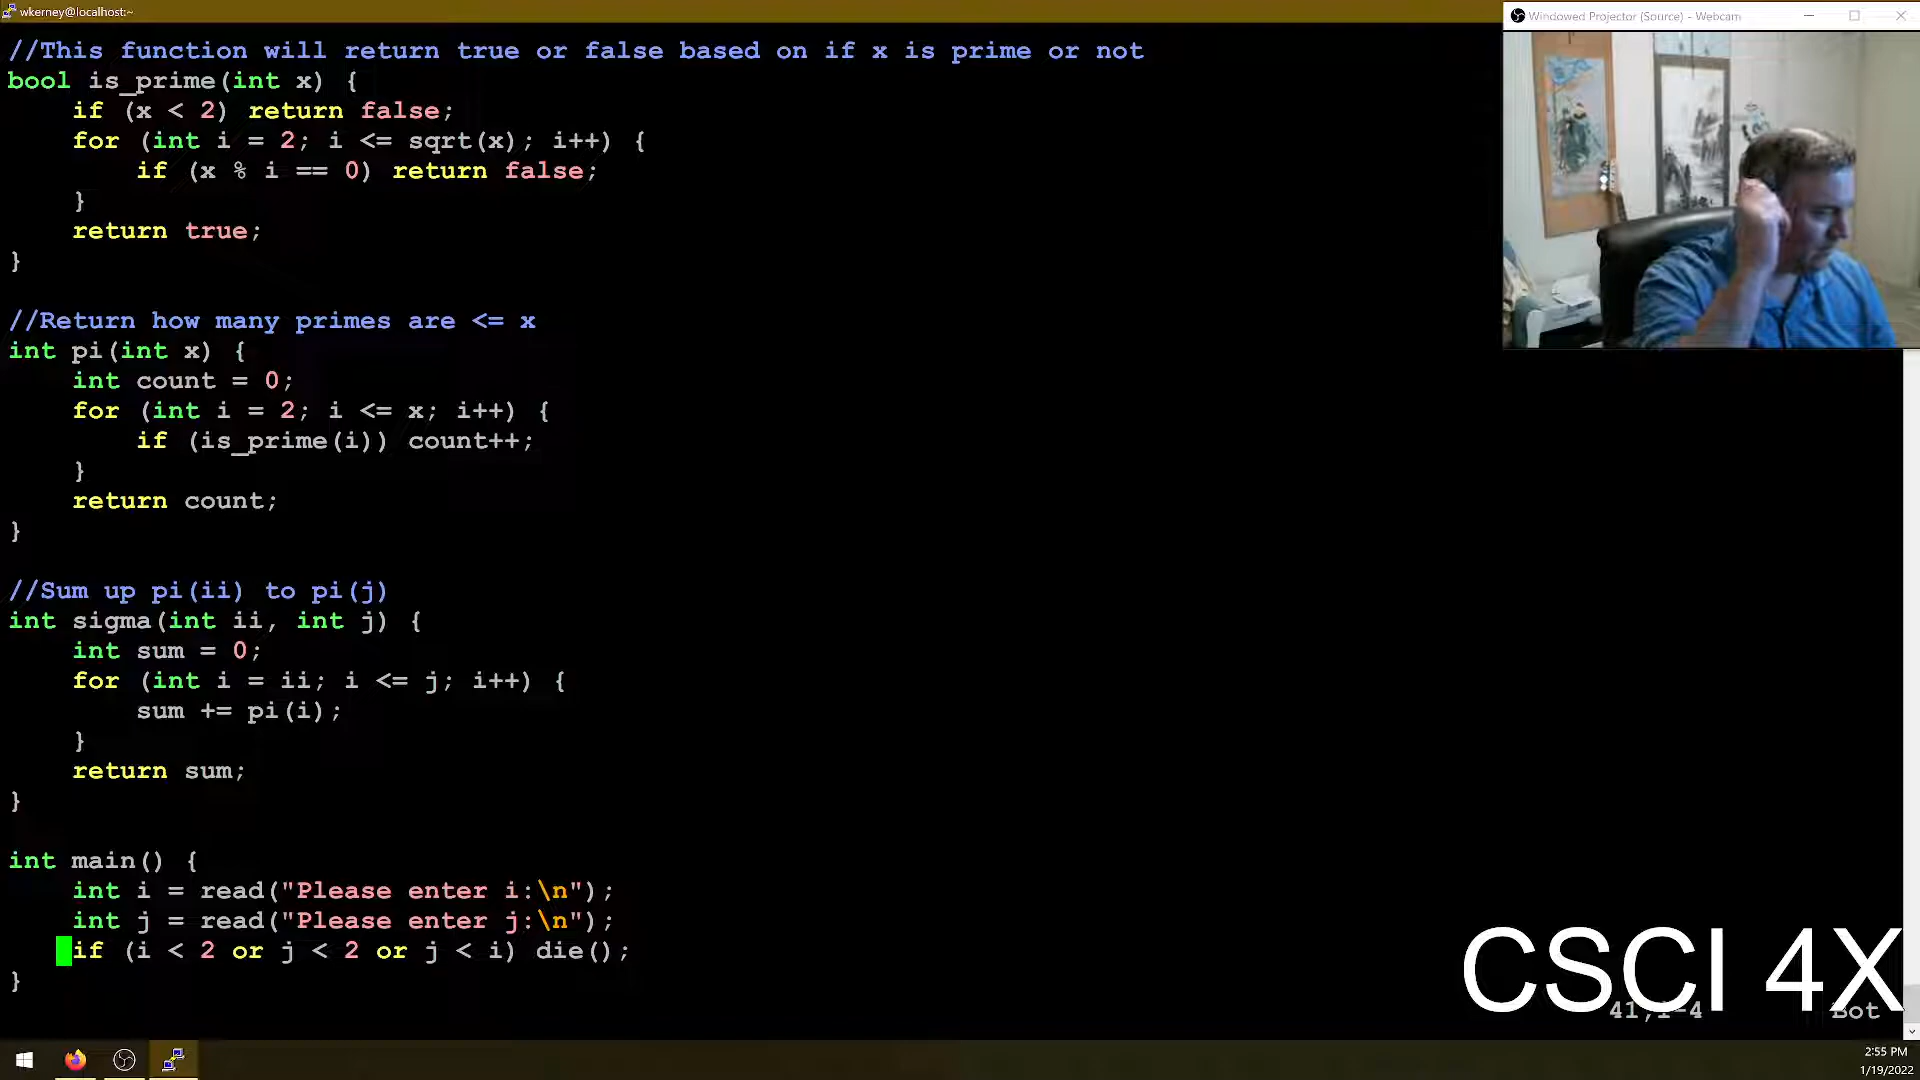 wkerney@localhost:~
Windowed Projector (Source) - Webcam
//This function will return true or false based on if x is prime or not
bool is_prime(int x) {
    if (x < 2) return false;
    for (int i = 2; i <= sqrt(x); i++) {
        if (x % i == 0) return false;
    }
    return true;
}
//Return how many primes are <= x
int pi(int x) {
    int count = 0;
    for (int i = 2; i <= x; i++) {
        if (is_prime(i)) count++;
    }
    return count;
}
//Sum up pi(ii) to pi(j)
int sigma(int ii, int j) {
    int sum = 0;
    for (int i = ii; i <= j; i++) {
        sum += pi(i);
    }
    return sum;
}
int main() {
    int i = read("Please enter i:\n");
    int j = read("Please enter j:\n");
    if (i < 2 or j < 2 or j < i) die();
}
CSCI 4X
41,1-4 Bot
2:55 PM
1/19/2022